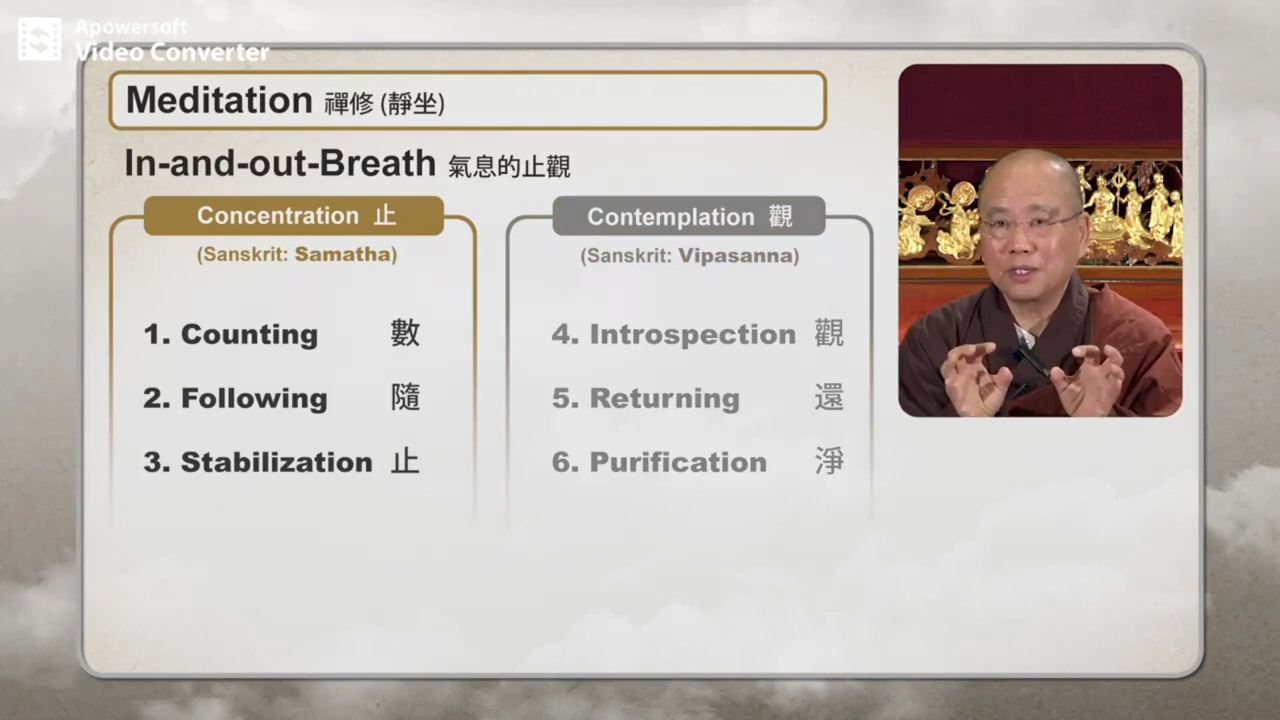 Apowersoft
Video Converter
Meditation 禪修 (靜坐)
In-and-out-Breath 氣息的止觀
Concentration 止
(Sanskrit: Samatha)
1. Counting 數
2. Following 隨
3. Stabilization 止
Contemplation 觀
(Sanskrit: Vipasanna)
4. Introspection 觀
5. Returning 還
6. Purification 淨